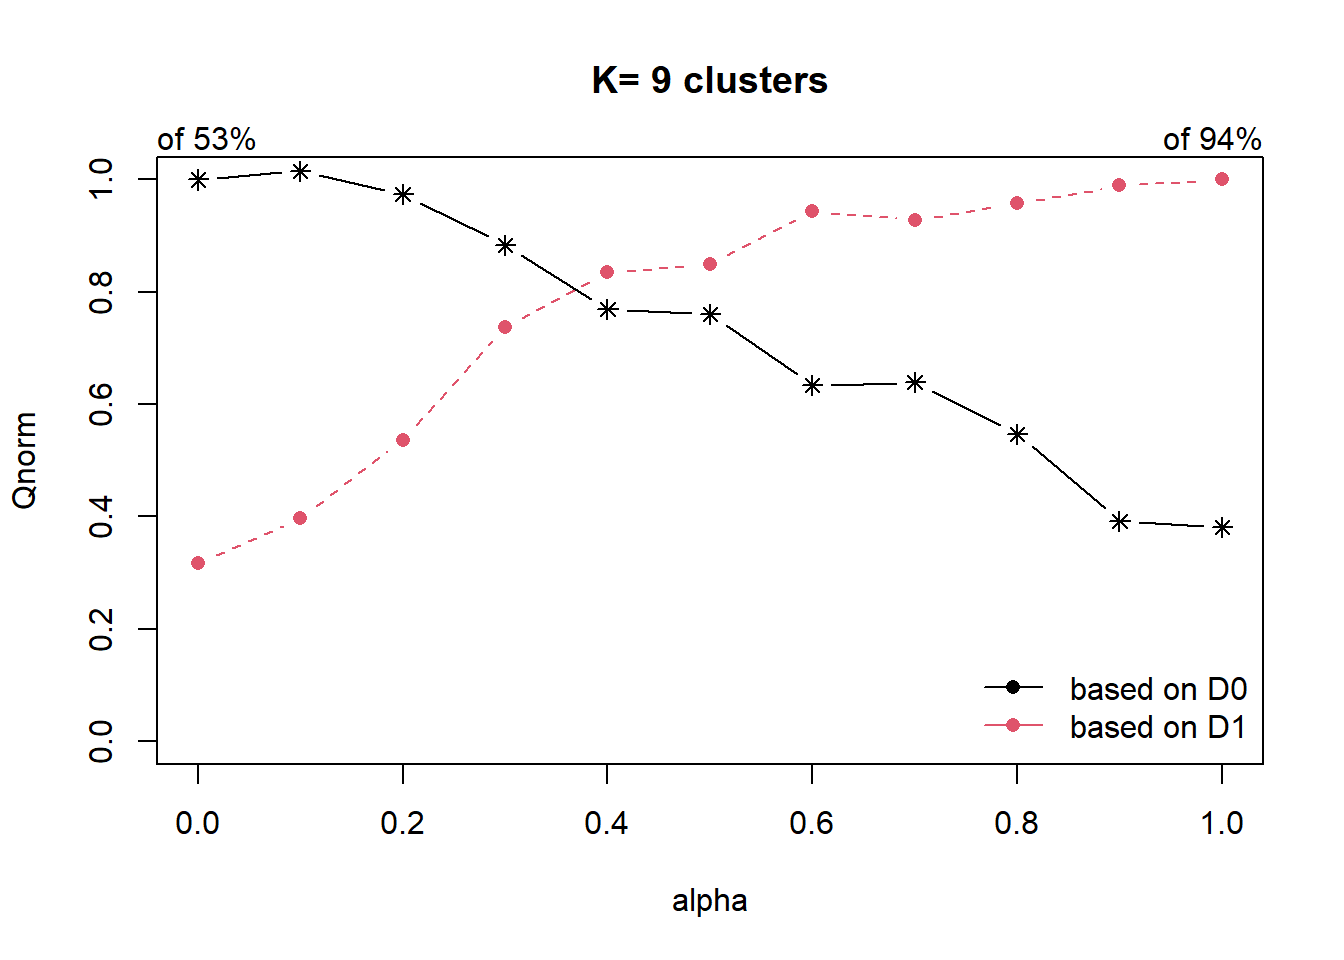 K= 9 clusters
of 53%
of 94%
Qnorm
1.0
0.8
0.6
0.4
0.2
0.0
based on D0
based on D1
0.0 0.2 0.4 0.6 0.8 1.0
alpha